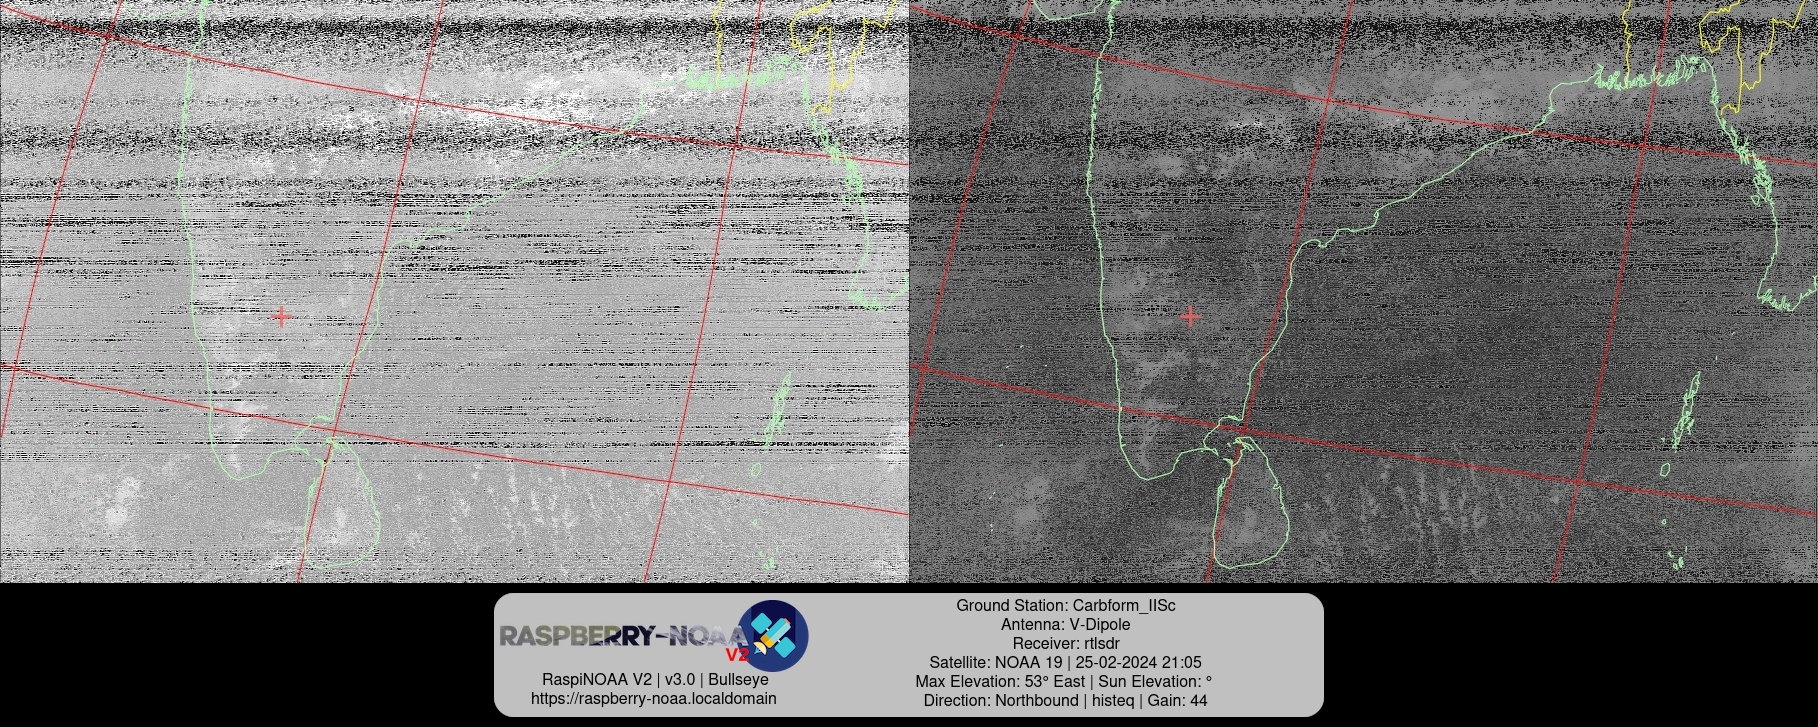 RASPBERRY-NOAA
V2
RaspiNOAA V2 | v3.0 | Bullseye
https://raspberry-noaa.localdomain
Ground Station: Carbform_IISc
Antenna: V-Dipole
Receiver: rtlsdr
Satellite: NOAA 19 | 25-02-2024 21:05
Max Elevation: 53° East | Sun Elevation: °
Direction: Northbound | histeq | Gain: 44